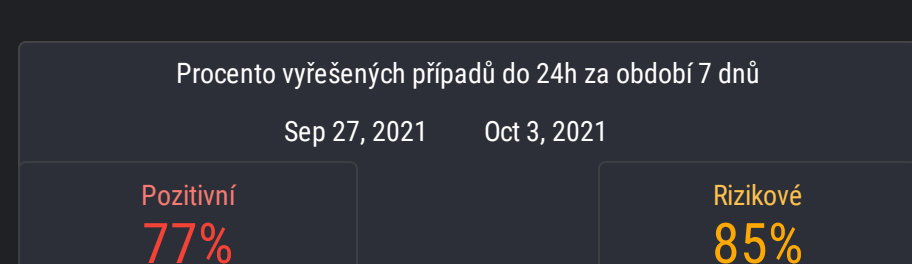 Procento vyřešených případů do 24h za období 7 dnů
Sep 27, 2021 Oct 3, 2021
Pozitivní Rizikové
77% 85%